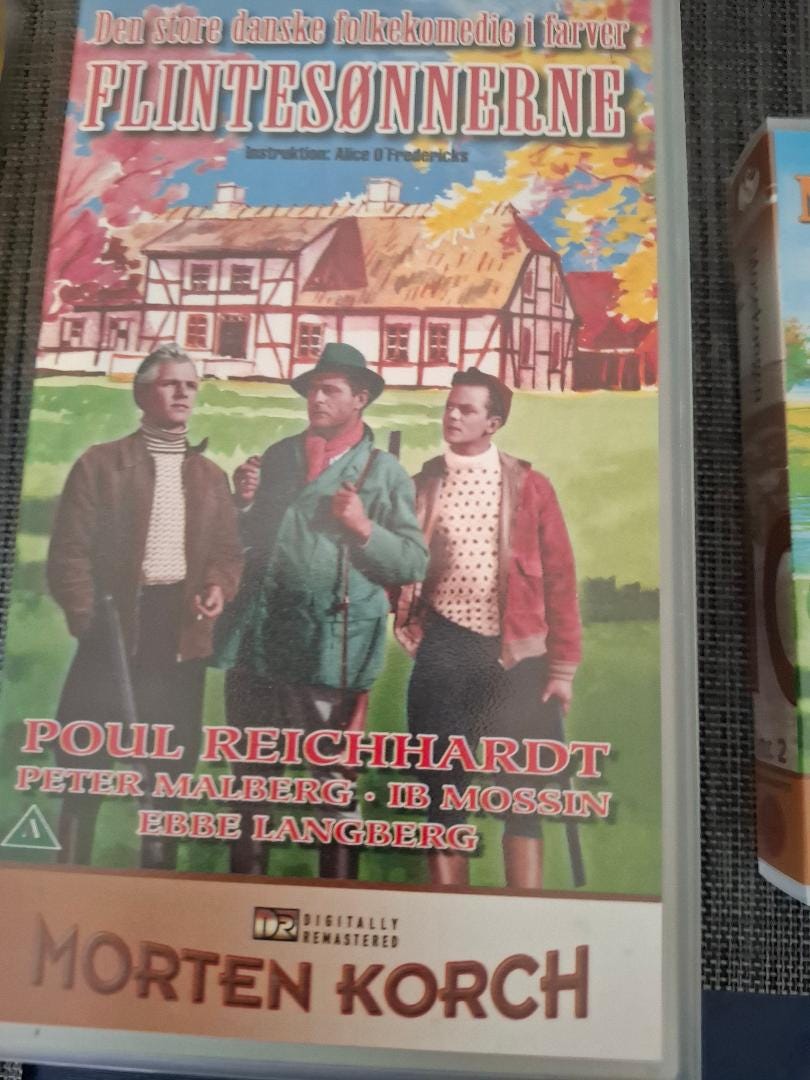 Den store danske folkekomedie i farver
FLINTESØNNERNE
Instruktion: Alice O Fredericks
POUL REICHHARDT
PETER MALBERG · IB MOSSIN
EBBE LANGBERG
A
DR DIGITALLY
REMASTERED
MORTEN KORCH
2